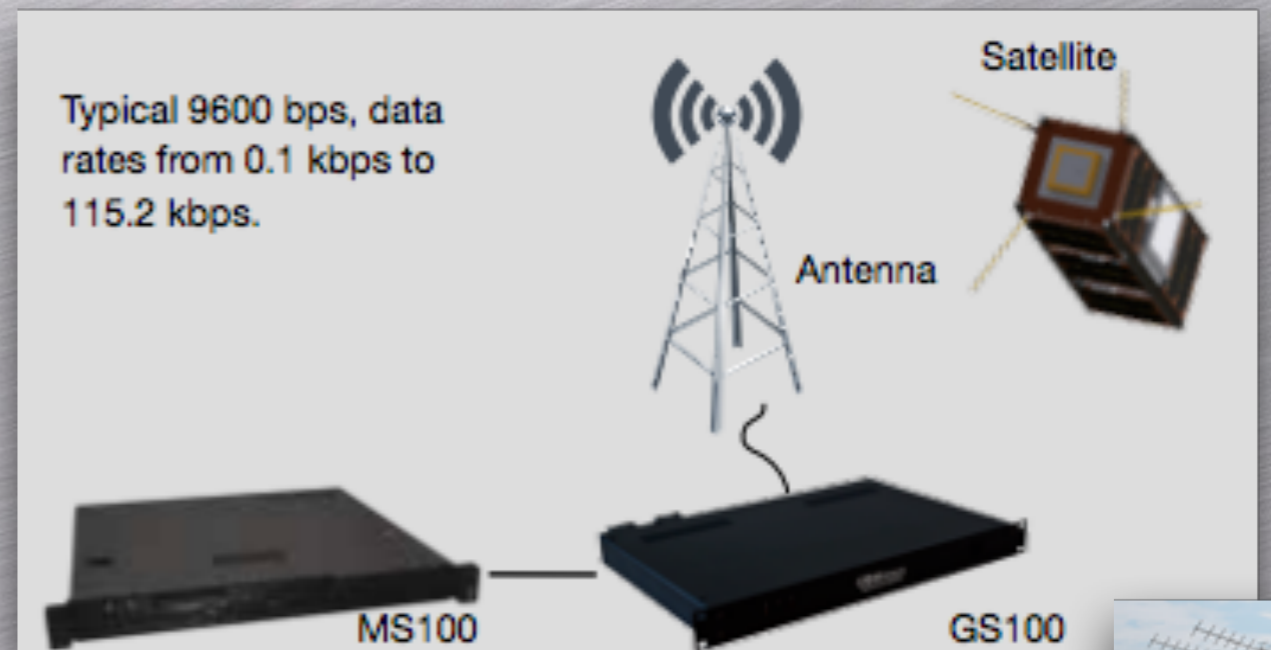 Typical 9600 bps, data
rates from 0.1 kbps to
115.2 kbps.
Satellite
Antenna
MS100
GS100